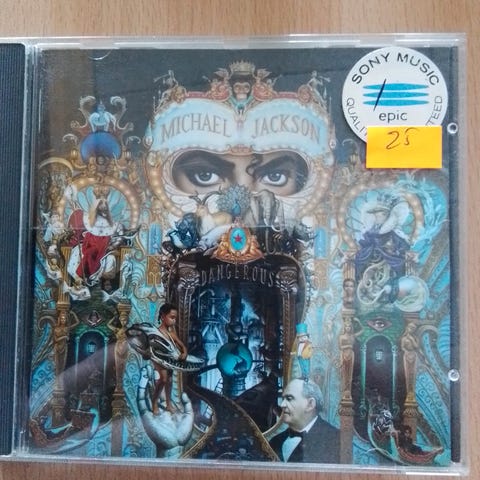 MICHAEL JACKSON
DANGEROUS
SONY MUSIC
epic
25